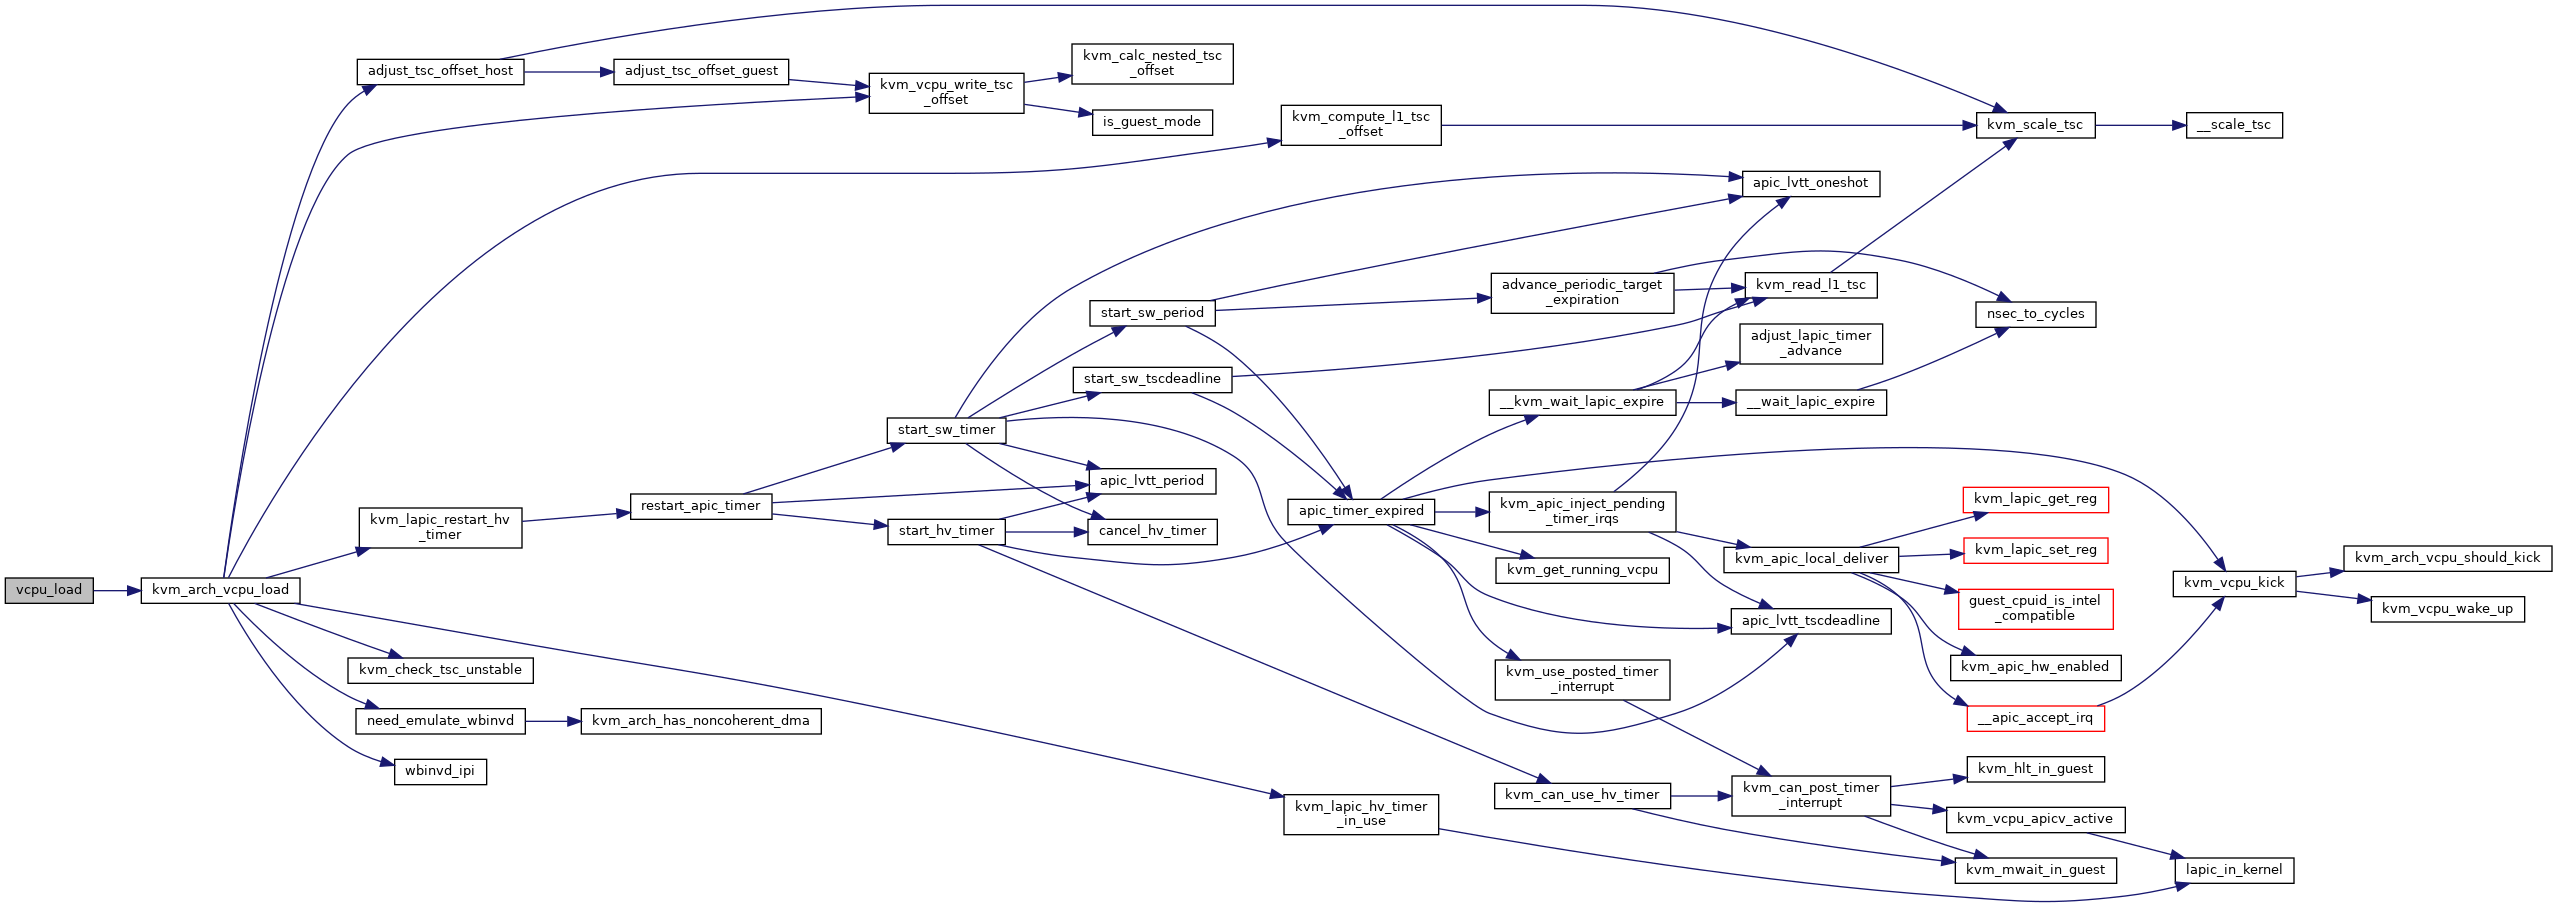 vcpu_load
kvm_arch_vcpu_load
adjust_tsc_offset_host
kvm_lapic_restart_hv
_timer
kvm_check_tsc_unstable
need_emulate_wbinvd
wbinvd_ipi
adjust_tsc_offset_guest
restart_apic_timer
kvm_arch_has_noncoherent_dma
kvm_vcpu_write_tsc
_offset
start_sw_timer
start_hv_timer
kvm_calc_nested_tsc
_offset
is_guest_mode
start_sw_period
start_sw_tscdeadline
apic_lvtt_period
cancel_hv_timer
kvm_compute_l1_tsc
_offset
apic_timer_expired
kvm_lapic_hv_timer
_in_use
advance_periodic_target
_expiration
__kvm_wait_lapic_expire
kvm_apic_inject_pending
_timer_irqs
kvm_get_running_vcpu
kvm_use_posted_timer
_interrupt
kvm_can_use_hv_timer
apic_lvtt_oneshot
kvm_read_l1_tsc
adjust_lapic_timer
_advance
__wait_lapic_expire
kvm_apic_local_deliver
apic_lvtt_tscdeadline
kvm_can_post_timer
_interrupt
kvm_scale_tsc
nsec_to_cycles
kvm_lapic_get_reg
kvm_lapic_set_reg
guest_cpuid_is_intel
_compatible
kvm_apic_hw_enabled
__apic_accept_irq
kvm_hlt_in_guest
kvm_vcpu_apicv_active
kvm_mwait_in_guest
__scale_tsc
kvm_vcpu_kick
lapic_in_kernel
kvm_arch_vcpu_should_kick
kvm_vcpu_wake_up